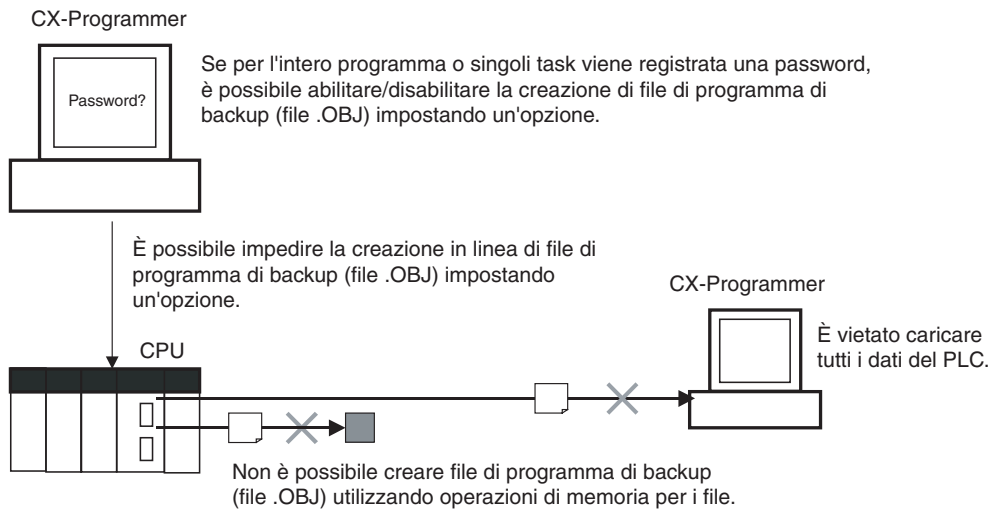 CX-Programmer
Password?
Se per l'intero programma o singoli task viene registrata una password,
è possibile abilitare/disabilitare la creazione di file di programma di
backup (file .OBJ) impostando un'opzione.
È possibile impedire la creazione in linea di file di
programma di backup (file .OBJ) impostando
un'opzione.
CX-Programmer
È vietato caricare
tutti i dati del PLC.
CPU
Non è possibile creare file di programma di backup
(file .OBJ) utilizzando operazioni di memoria per i file.